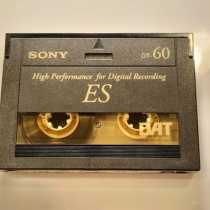 SONY
DT-60
High Performance for Digital Recording
ES
DAT